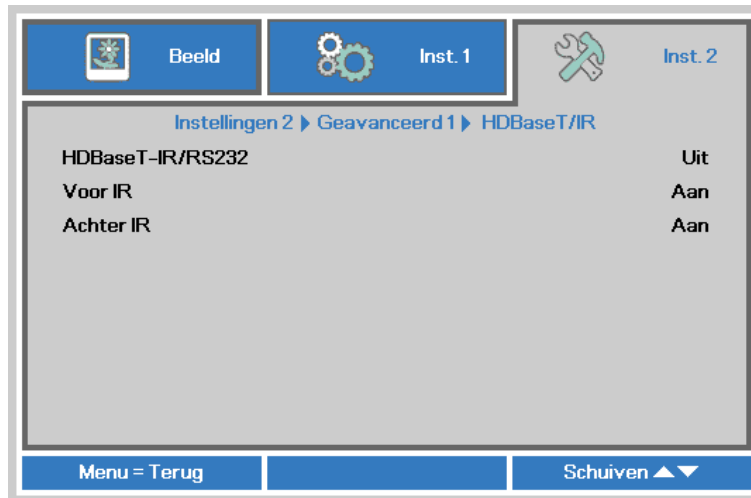 Beeld Inst. 1 Inst. 2
Instellingen 2 ▶ Geavanceerd 1 ▶ HDBaseT/IR
HDBaseT-IR/RS232 Uit
Voor IR Aan
Achter IR Aan
Menu = Terug Schuiven ▲▼